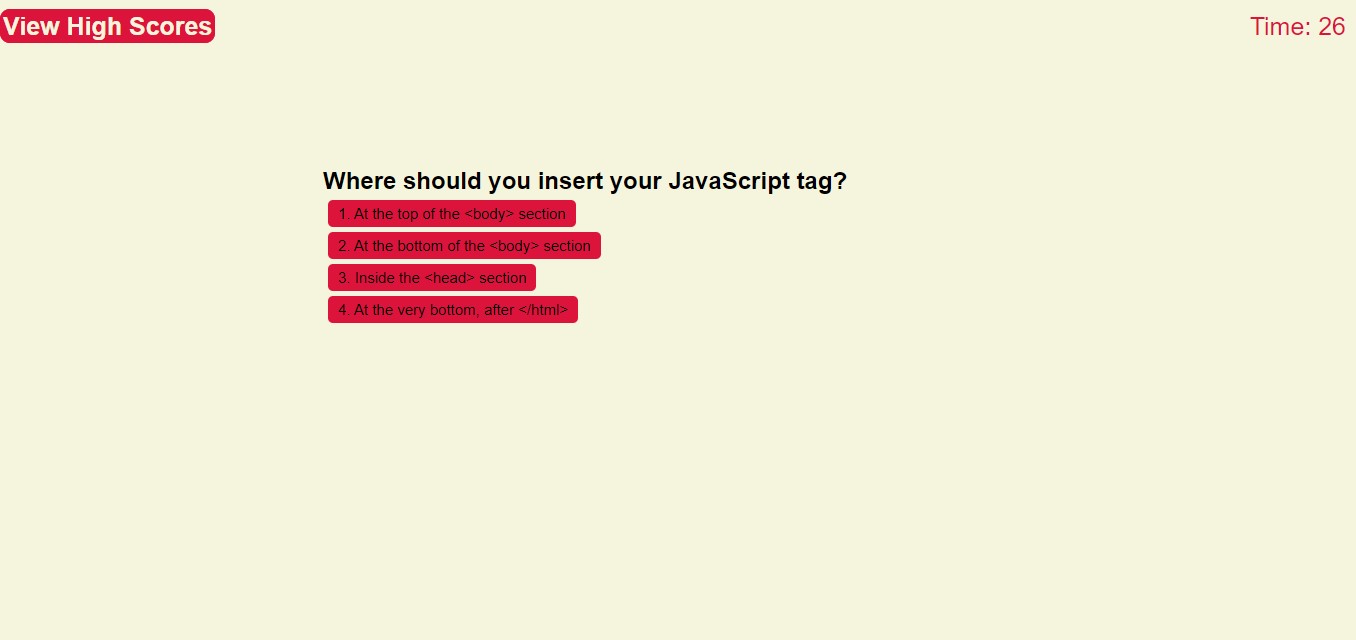 View High Scores
Time: 26
Where should you insert your JavaScript tag?
1. At the top of the <body> section
2. At the bottom of the <body> section
3. Inside the <head> section
4. At the very bottom, after </html>